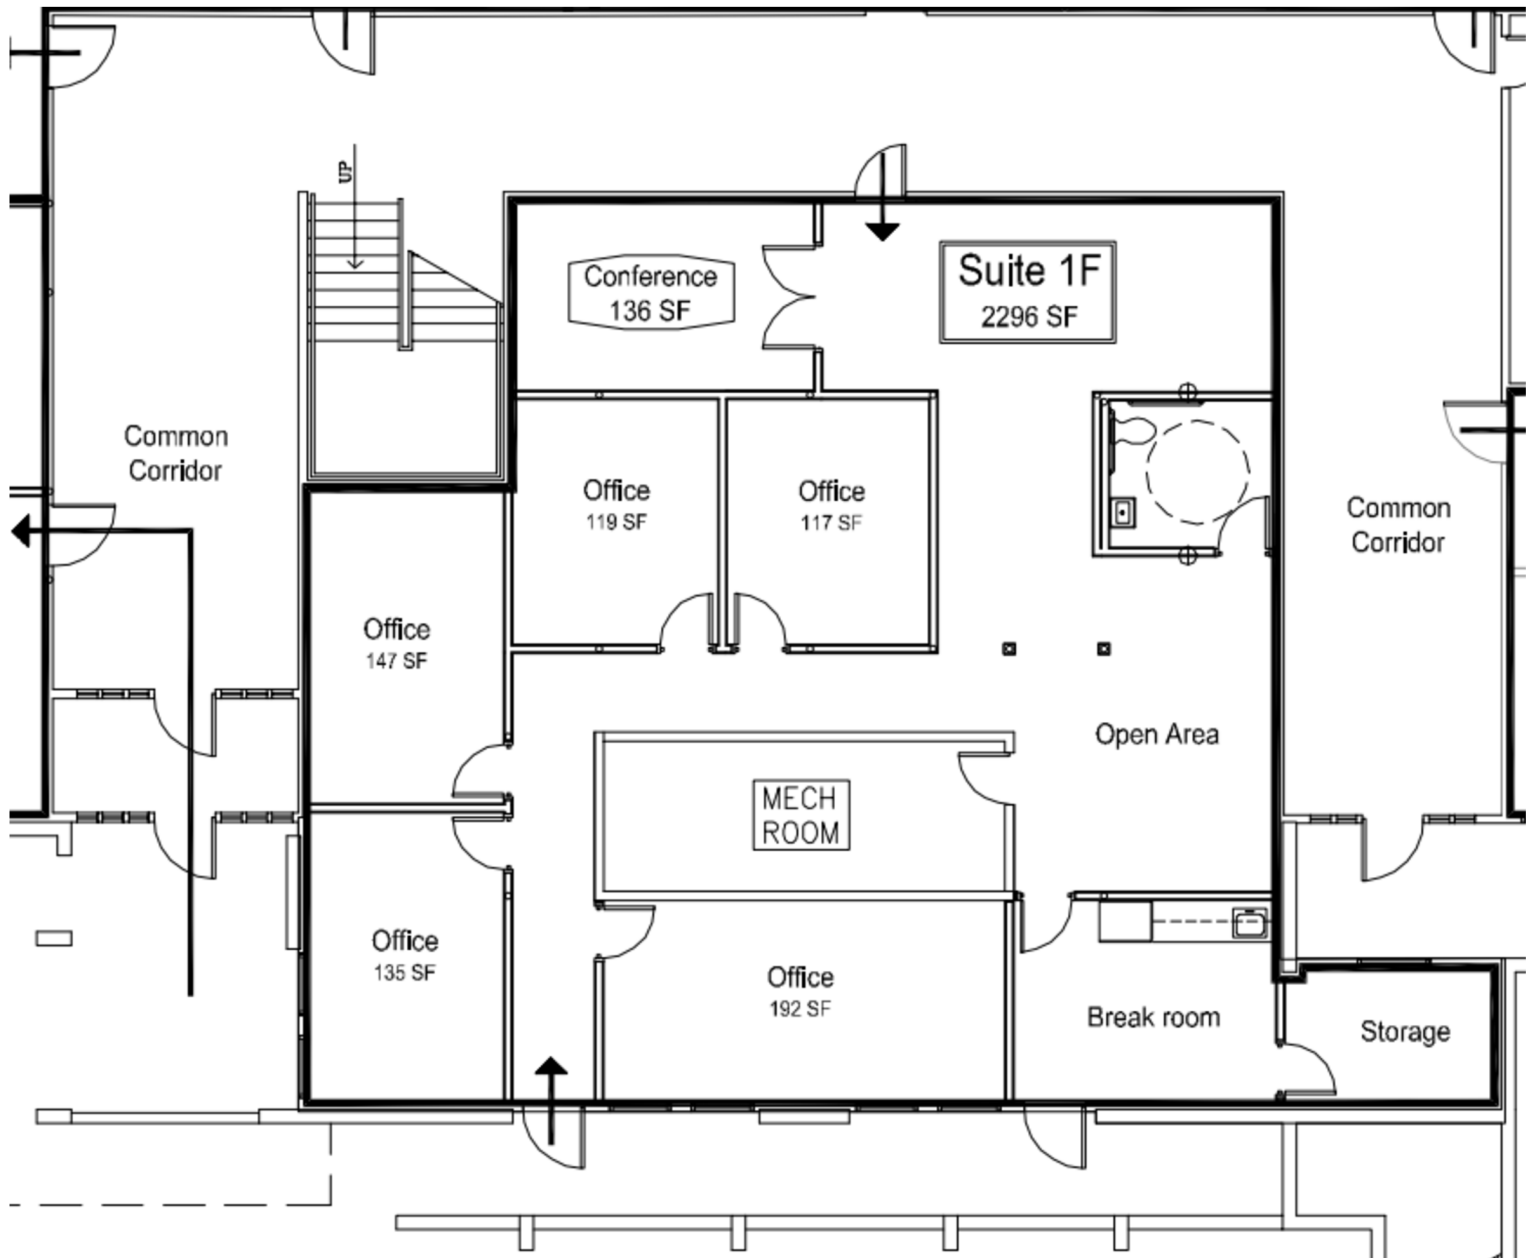 UP
Conference
136 SF
Suite 1F
2296 SF
Common
Corridor
Office
119 SF
Office
117 SF
Common
Corridor
Office
147 SF
Open Area
MECH
ROOM
Office
135 SF
Office
192 SF
Break room
Storage